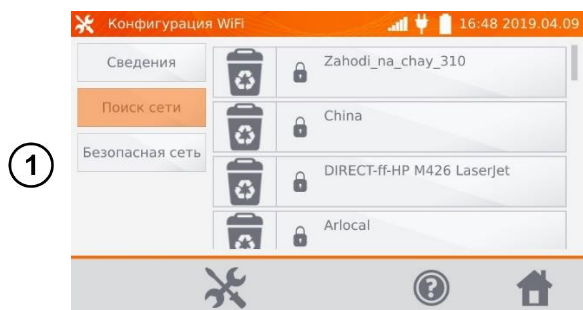 Конфигурация WiFi
16:48 2019.04.09
Сведения
Поиск сети
Безопасная сеть
Zahodi_na_chay_310
China
DIRECT-ff-HP M426 LaserJet
Arlocal
1